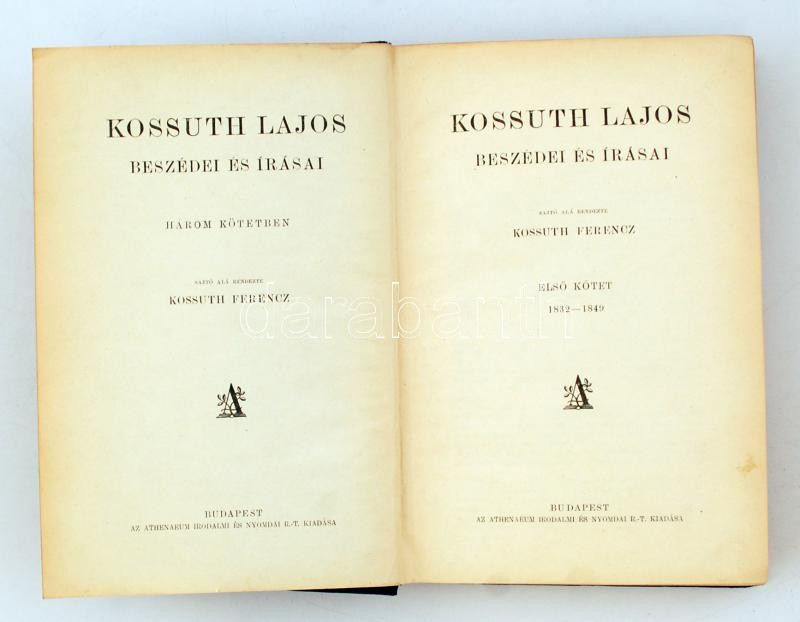 KOSSUTH LAJOS
BESZÉDEI ÉS ÍRÁSAI
HÁROM KÖTETBEN
SAJTÓ ALÁ RENDEZTE
KOSSUTH FERENCZ
A
BUDAPEST
AZ ATHENAEUM IRODALMI ÉS NYOMDAI R.-T. KIADÁSA
KOSSUTH LAJOS
BESZÉDEI ÉS ÍRÁSAI
SAJTÓ ALÁ RENDEZTE
KOSSUTH FERENCZ
ELSŐ KÖTET
1832—1849
A
BUDAPEST
AZ ATHENAEUM IRODALMI ÉS NYOMDAI R.-T. KIADÁSA
darabanth